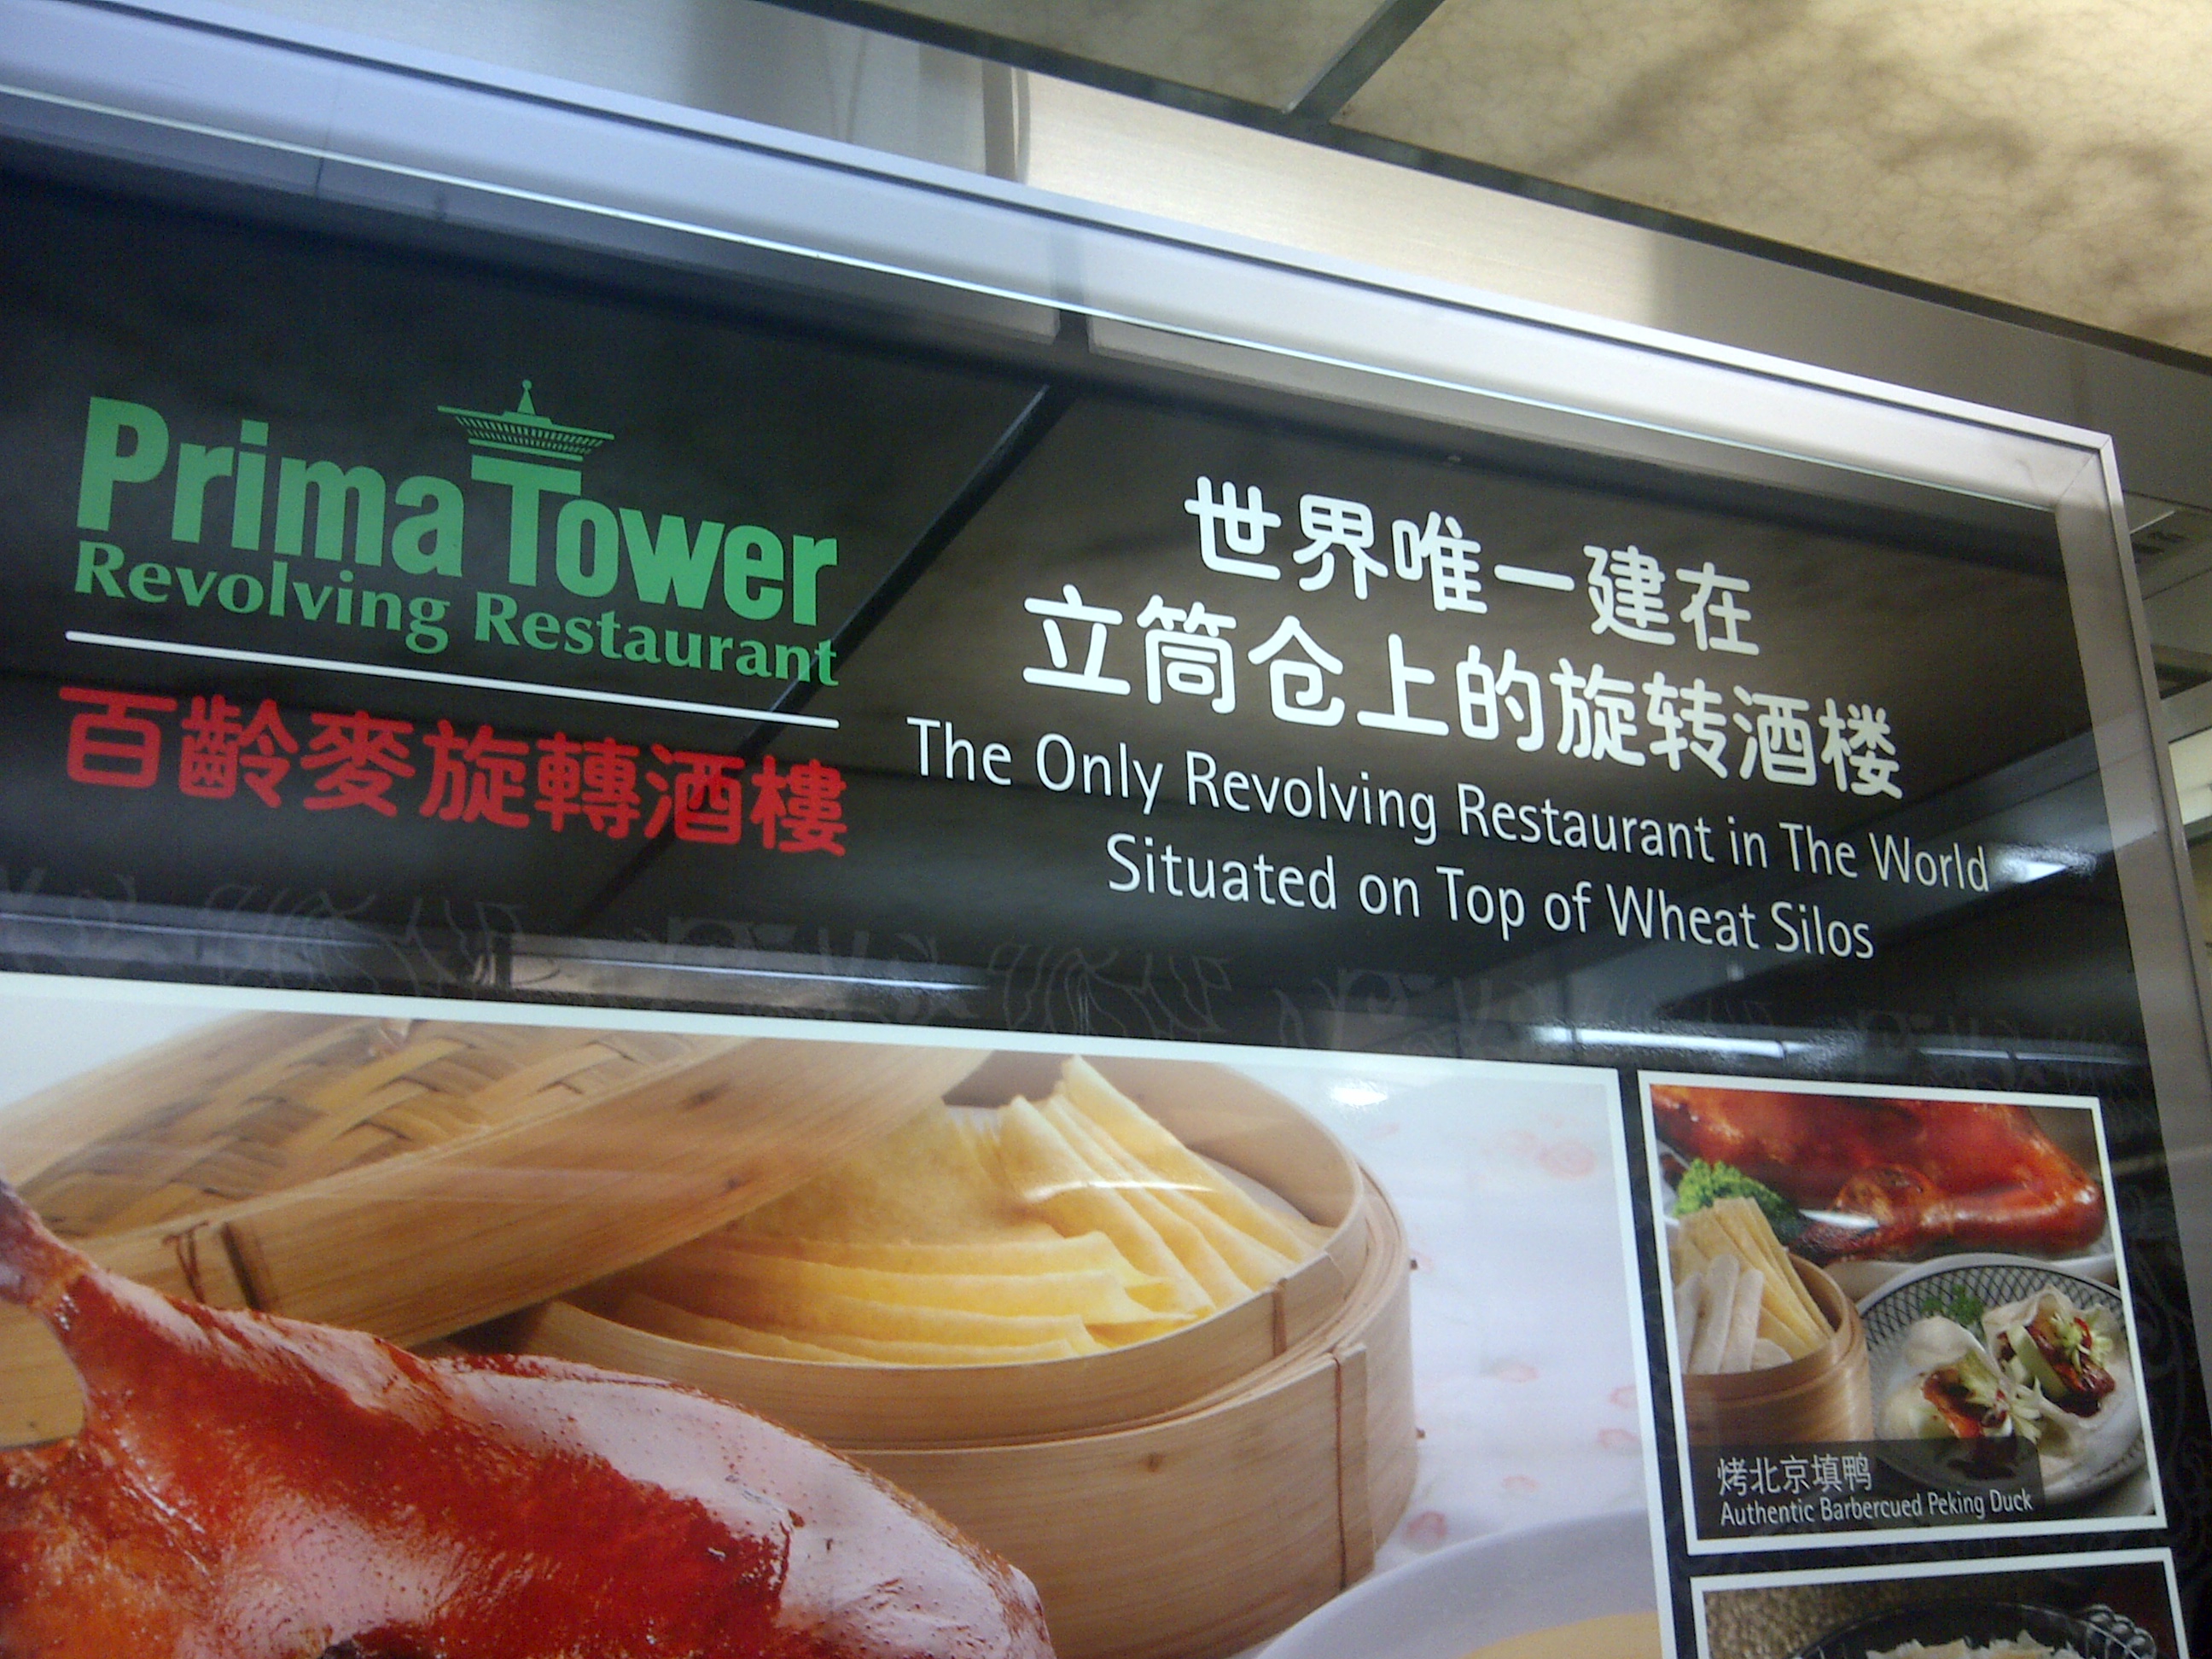 Prima Tower
Revolving Restaurant
百齡麥旋轉酒樓
世界唯一建在
立筒仓上的旋转酒楼
The Only Revolving Restaurant in The World
Situated on Top of Wheat Silos
烤北京填鸭
Authentic Barbercued Peking Duck